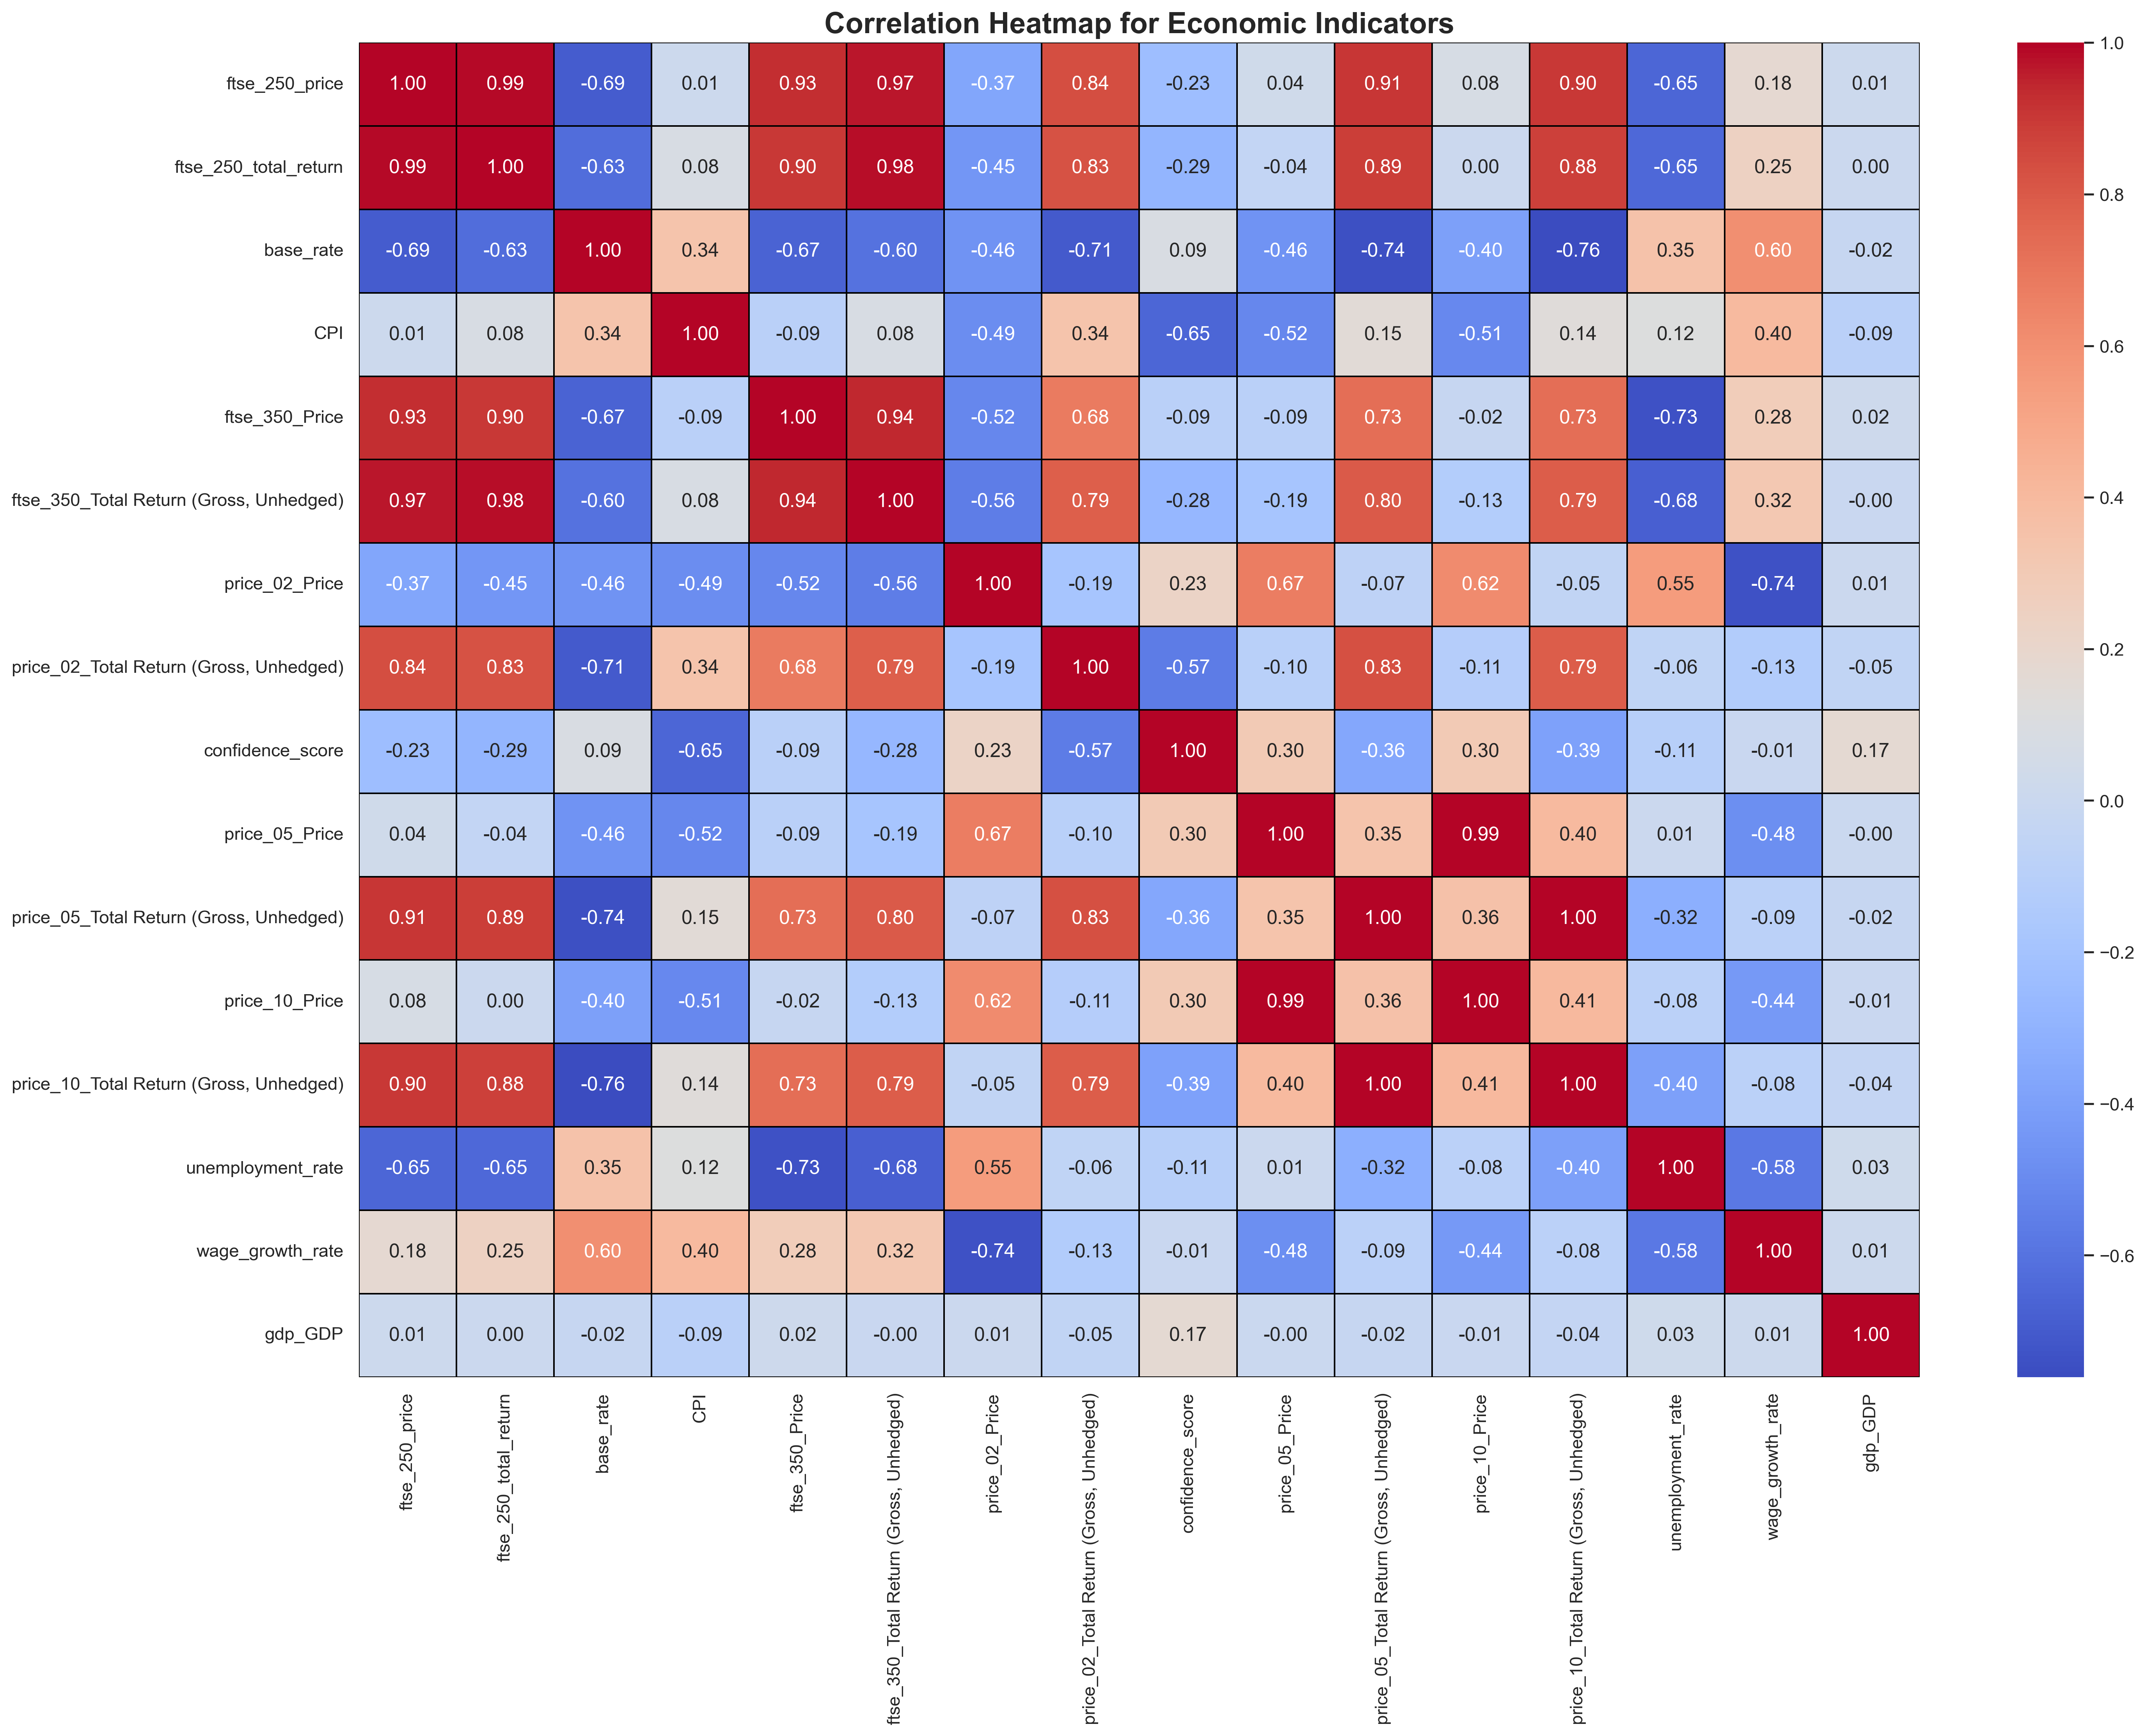 Correlation Heatmap for Economic Indicators
ftse_250_price 1.00 0.99 -0.69 0.01 0.93 0.97 -0.37 0.84 -0.23 0.04 0.91 0.08 0.90 -0.65 0.18 0.01
ftse_250_total_return 0.99 1.00 -0.63 0.08 0.90 0.98 -0.45 0.83 -0.29 -0.04 0.89 0.00 0.88 -0.65 0.25 0.00
base_rate -0.69 -0.63 1.00 0.34 -0.67 -0.60 -0.46 -0.71 0.09 -0.46 -0.74 -0.40 -0.76 0.35 0.60 -0.02
CPI 0.01 0.08 0.34 1.00 -0.09 0.08 -0.49 0.34 -0.65 -0.52 0.15 -0.51 0.14 0.12 0.40 -0.09
ftse_350_Price 0.93 0.90 -0.67 -0.09 1.00 0.94 -0.52 0.68 -0.09 -0.09 0.73 -0.02 0.73 -0.73 0.28 0.02
ftse_350_Total Return (Gross, Unhedged) 0.97 0.98 -0.60 0.08 0.94 1.00 -0.56 0.79 -0.28 -0.19 0.80 -0.13 0.79 -0.68 0.32 -0.00
price_02_Price -0.37 -0.45 -0.46 -0.49 -0.52 -0.56 1.00 -0.19 0.23 0.67 -0.07 0.62 -0.05 0.55 -0.74 0.01
price_02_Total Return (Gross, Unhedged) 0.84 0.83 -0.71 0.34 0.68 0.79 -0.19 1.00 -0.57 -0.10 0.83 -0.11 0.79 -0.06 -0.13 -0.05
confidence_score -0.23 -0.29 0.09 -0.65 -0.09 -0.28 0.23 -0.57 1.00 0.30 -0.36 0.30 -0.39 -0.11 -0.01 0.17
price_05_Price 0.04 -0.04 -0.46 -0.52 -0.09 -0.19 0.67 -0.10 0.30 1.00 0.35 0.99 0.40 0.01 -0.48 -0.00
price_05_Total Return (Gross, Unhedged) 0.91 0.89 -0.74 0.15 0.73 0.80 -0.07 0.83 -0.36 0.35 1.00 0.36 1.00 -0.32 -0.09 -0.02
price_10_Price 0.08 0.00 -0.40 -0.51 -0.02 -0.13 0.62 -0.11 0.30 0.99 0.36 1.00 0.41 -0.08 -0.44 -0.01
price_10_Total Return (Gross, Unhedged) 0.90 0.88 -0.76 0.14 0.73 0.79 -0.05 0.79 -0.39 0.40 1.00 0.41 1.00 -0.40 -0.08 -0.04
unemployment_rate -0.65 -0.65 0.35 0.12 -0.73 -0.68 0.55 -0.06 -0.11 0.01 -0.32 -0.08 -0.40 1.00 -0.58 0.03
wage_growth_rate 0.18 0.25 0.60 0.40 0.28 0.32 -0.74 -0.13 -0.01 -0.48 -0.09 -0.44 -0.08 -0.58 1.00 0.01
gdp_GDP 0.01 0.00 -0.02 -0.09 0.02 -0.00 0.01 -0.05 0.17 -0.00 -0.02 -0.01 -0.04 0.03 0.01 1.00
ftse_250_price
ftse_250_total_return
base_rate
CPI
ftse_350_Price
ftse_350_Total Return (Gross, Unhedged)
price_02_Price
price_02_Total Return (Gross, Unhedged)
confidence_score
price_05_Price
price_05_Total Return (Gross, Unhedged)
price_10_Price
price_10_Total Return (Gross, Unhedged)
unemployment_rate
wage_growth_rate
gdp_GDP
1.0
0.8
0.6
0.4
0.2
0.0
−0.2
−0.4
−0.6